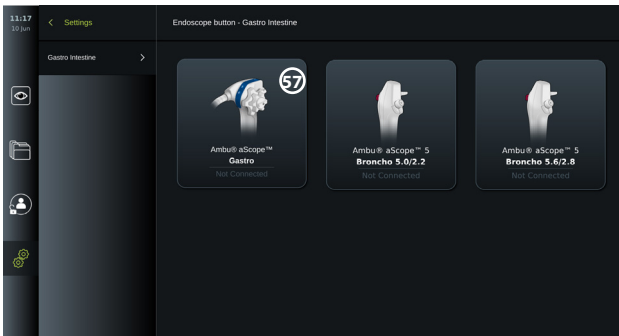 11:17
10 Jun
Settings
Endoscope button - Gastro Intestine
Gastro Intestine
57
Ambu® aScope™
Gastro
Not Connected
Ambu® aScope™ 5
Broncho 5.0/2.2
Not Connected
Ambu® aScope™ 5
Broncho 5.6/2.8
Not Connected